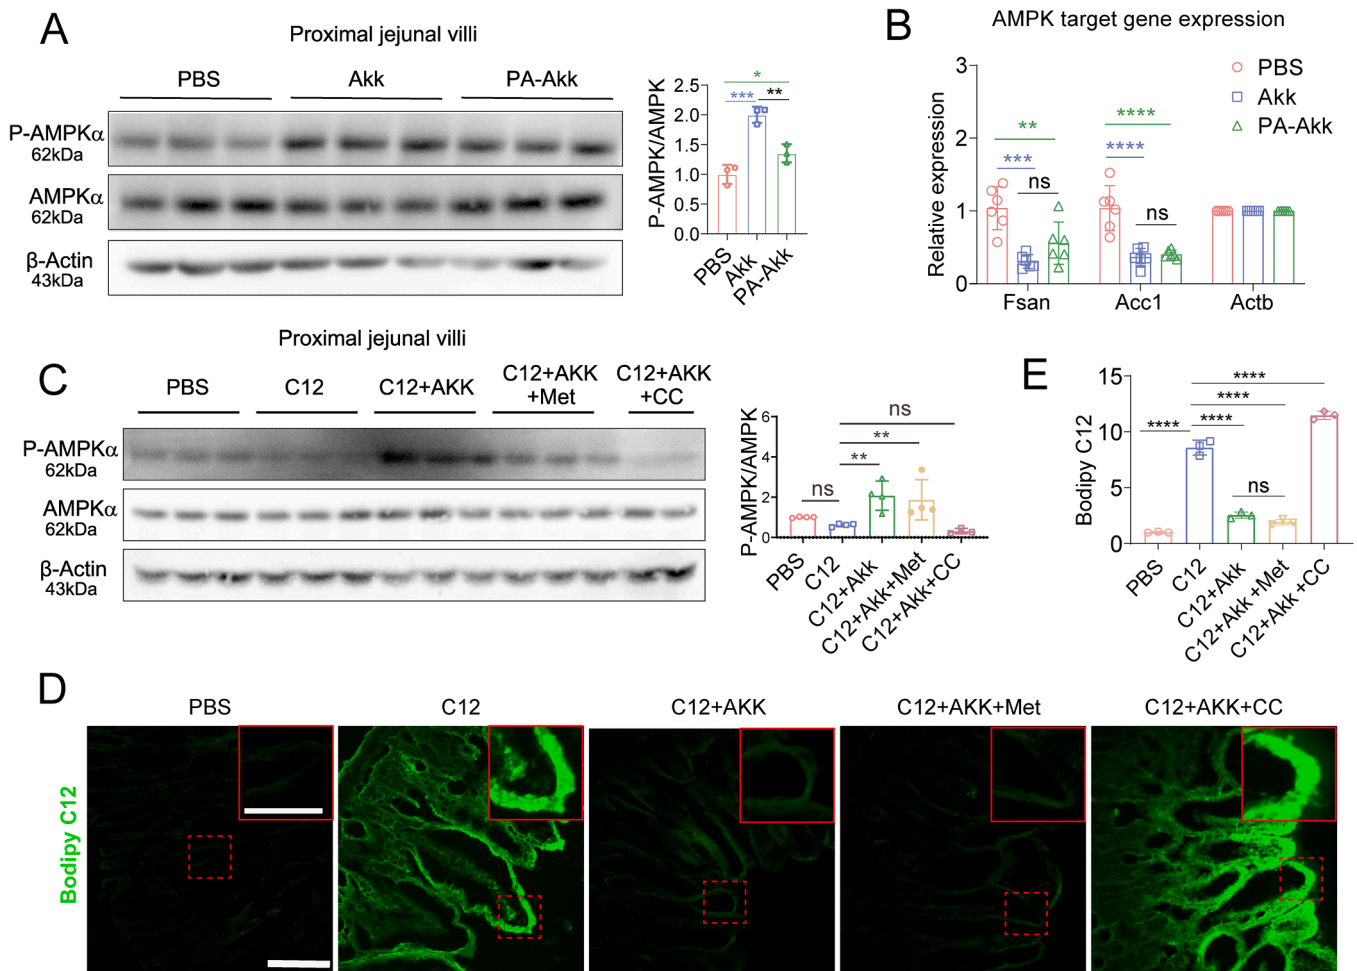 A
Proximal jejunal villi
PBS
Akk
PA-Akk
P-AMPKα
62kDa
AMPKα
62kDa
β-Actin
43kDa
P-AMPK/AMPK
2.5
2.0
1.5
1.0
0.5
0.0
*
***
**
PBS
Akk
PA-Akk
B
AMPK target gene expression
Relative expression
3
2
1
0
**
***
ns
****
****
ns
Fsan
Acc1
Actb
PBS
Akk
PA-Akk
C
Proximal jejunal villi
PBS
C12
C12+AKK
C12+AKK
+Met
C12+AKK
+CC
P-AMPKα
62kDa
AMPKα
62kDa
β-Actin
43kDa
P-AMPK/AMPK
6
4
2
0
ns
**
**
ns
PBS
C12
C12+Akk
C12+Akk+Met
C12+Akk+CC
E
Bodipy C12
15
10
5
0
****
****
****
****
ns
PBS
C12
C12+Akk
C12+Akk +Met
C12+Akk +CC
D
PBS
C12
C12+AKK
C12+AKK+Met
C12+AKK+CC
Bodipy C12